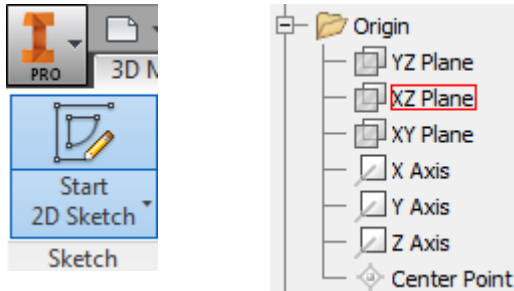 PRO
3D M
Start
2D Sketch
Sketch
Origin
YZ Plane
XZ Plane
XY Plane
X Axis
Y Axis
Z Axis
Center Point